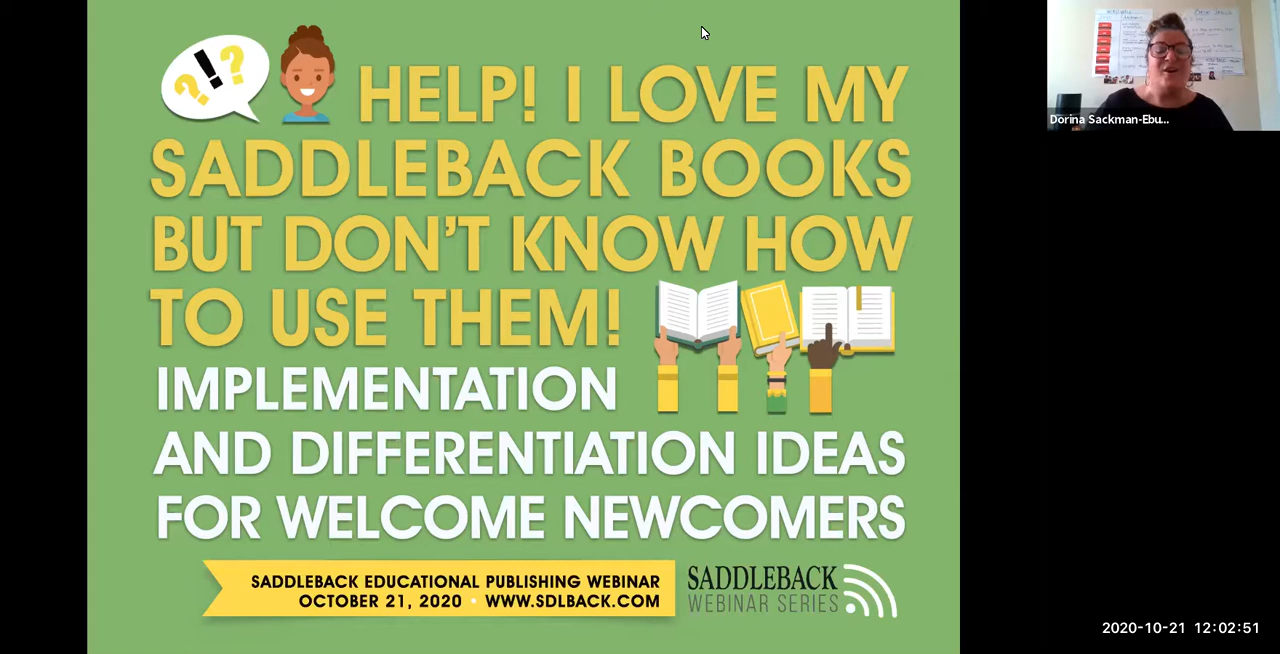 HELP! I LOVE MY
SADDLEBACK BOOKS
BUT DON'T KNOW HOW
TO USE THEM!
IMPLEMENTATION
AND DIFFERENTIATION IDEAS
FOR WELCOME NEWCOMERS
SADDLEBACK EDUCATIONAL PUBLISHING WEBINAR
OCTOBER 21, 2020 • WWW.SDLBACK.COM
SADDLEBACK
WEBINAR SERIES
?!?
Dorina Sackman-Ebu...
2020-10-21 12:02:51